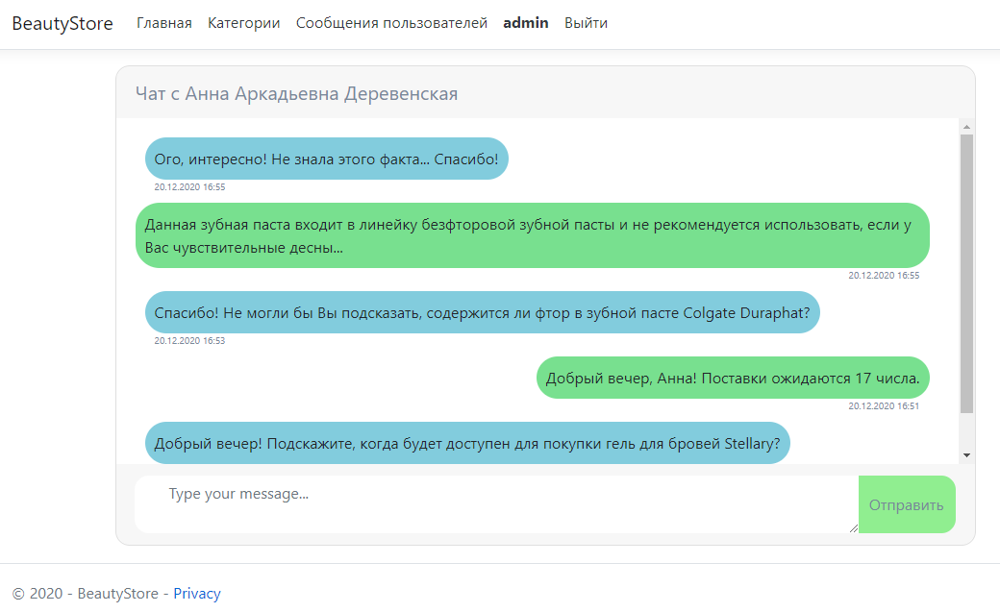 BeautyStore Главная Категории Сообщения пользователей admin Выйти
Чат с Анна Аркадьевна Деревенская
Ого, интересно! Не знала этого факта... Спасибо!
20.12.2020 16:55
Данная зубная паста входит в линейку безфторовой зубной пасты и не рекомендуется использовать, если у
Вас чувствительные десны...
20.12.2020 16:55
Спасибо! Не могли бы Вы подсказать, содержится ли фтор в зубной пасте Colgate Duraphat?
20.12.2020 16:53
Добрый вечер, Анна! Поставки ожидаются 17 числа.
20.12.2020 16:51
Добрый вечер! Подскажите, когда будет доступен для покупки гель для бровей Stellary?
Type your message...
Отправить
© 2020 - BeautyStore - Privacy